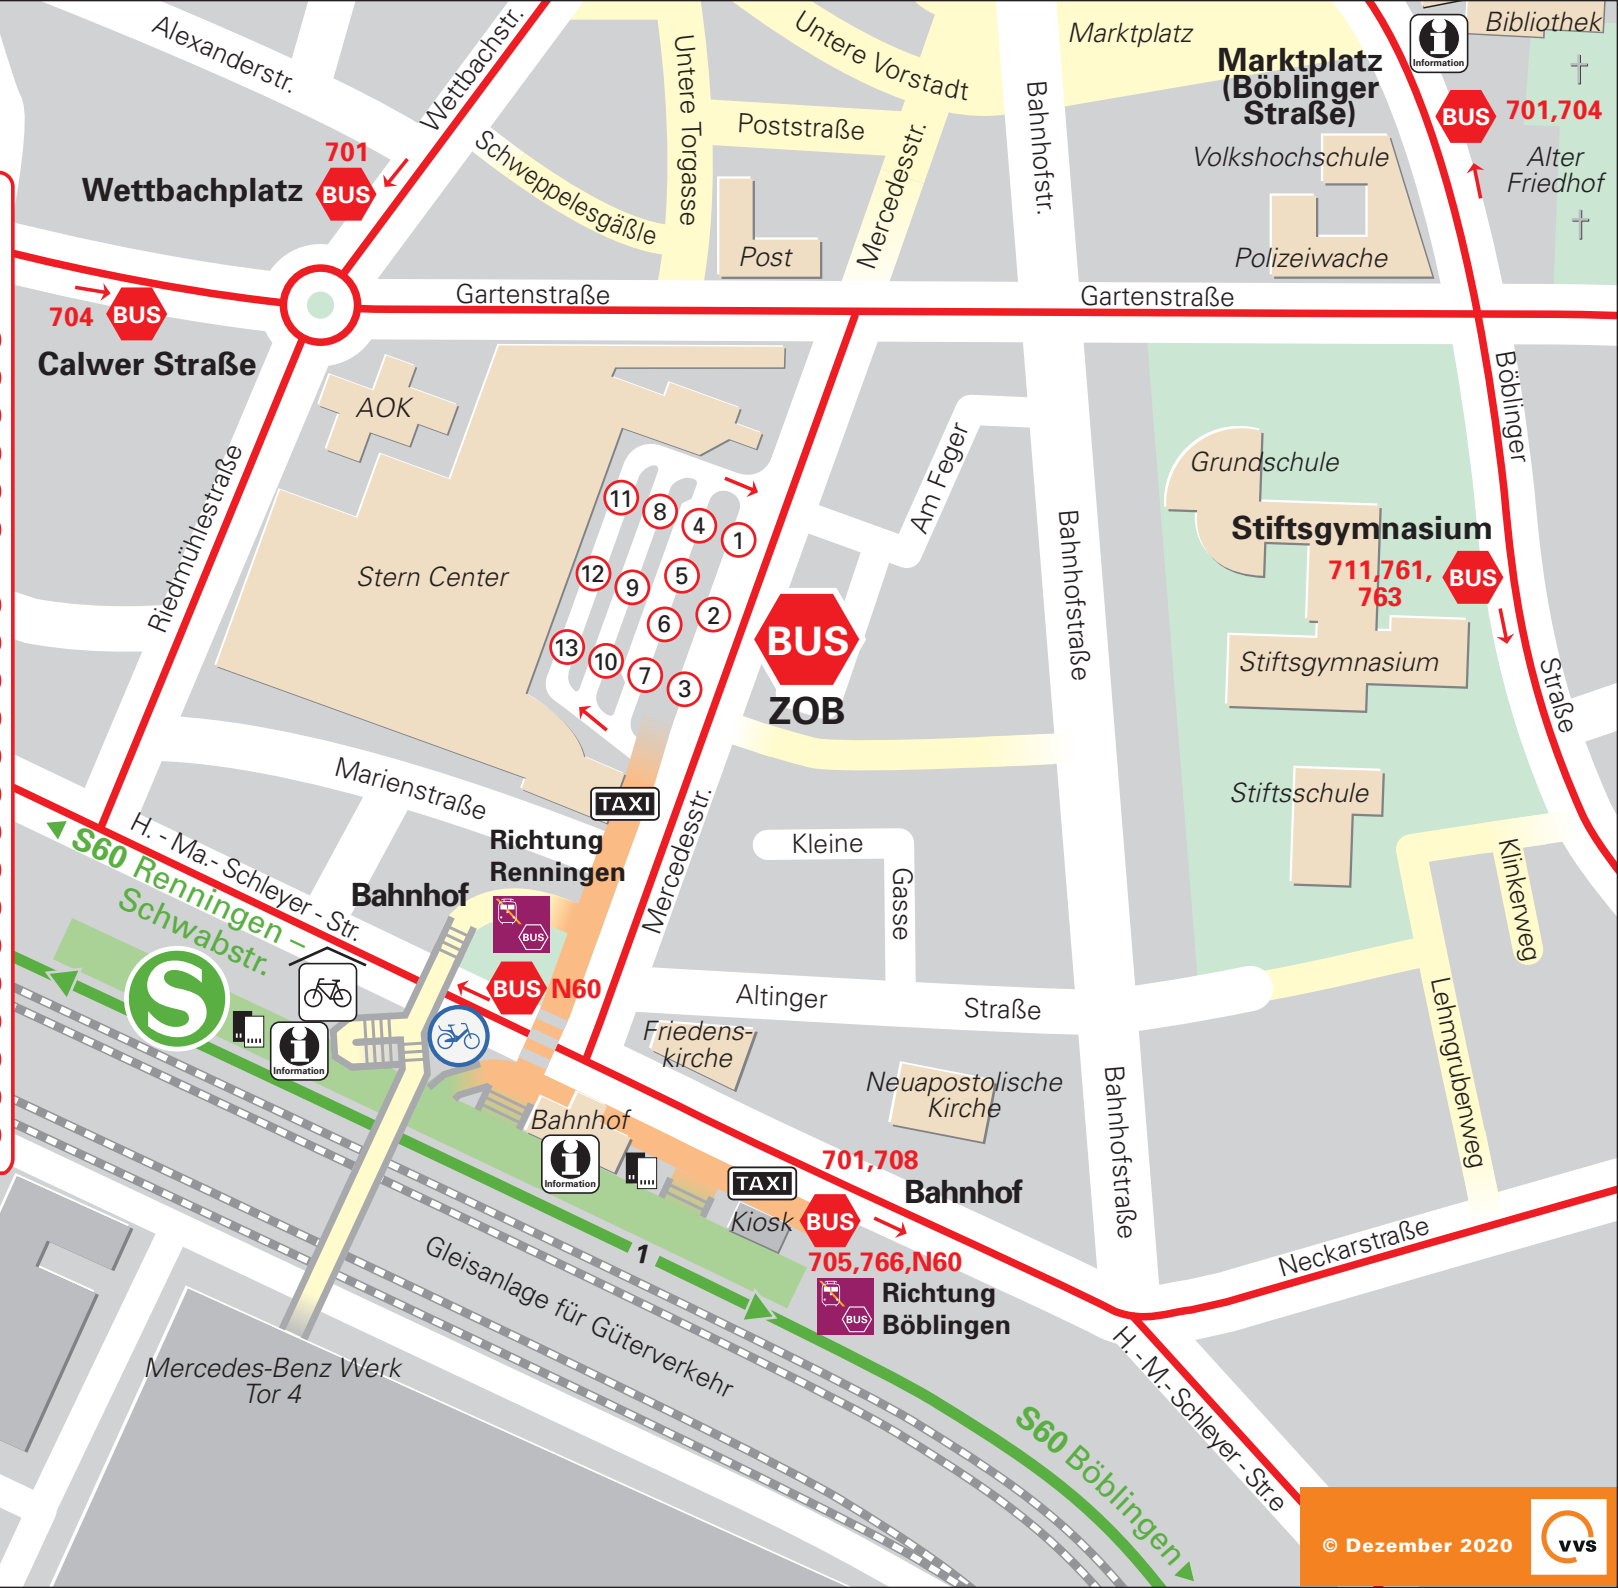 Alexanderstr.
Wettbachstr.
Untere Torgasse
Untere Vorstadt
Marktplatz
Bibliothek
Information
Marktplatz
(Böblinger
Straße)
BUS
701,704
Alter
Friedhof
Poststraße
Bahnhofstr.
Schweppelesgäßle
Mercedesstr.
Volkshochschule
Polizeiwache
Post
701
Wettbachplatz
BUS
704
BUS
Calwer Straße
Gartenstraße
Gartenstraße
AOK
Stern Center
Riedmühlestraße
11
8
4
1
12
9
5
2
6
13
10
7
3
BUS
ZOB
Am Feger
Bahnhofstraße
Böblinger
Straße
Grundschule
Stiftsgymnasium
711,761,
763
BUS
Stiftsgymnasium
Stiftsschule
Marienstraße
TAXI
Mercedesstr.
Kleine
Gasse
Klinkerweg
Lehmgrubenweg
H. - Ma.- Schleyer - Str.
S60 Renningen –
Schwabstr.
Richtung
Renningen
Bahnhof
BUS
BUS
N60
S
Information
Altinger
Straße
Friedens-
kirche
Neuapostolische
Kirche
Bahnhofstraße
Bahnhof
Information
TAXI
Kiosk
701,708
Bahnhof
BUS
705,766,N60
BUS
Richtung
Böblingen
1
Gleisanlage für Güterverkehr
Neckarstraße
Mercedes-Benz Werk
Tor 4
H. - M.- Schleyer - Str.e
S60 Böblingen
© Dezember 2020
vvs